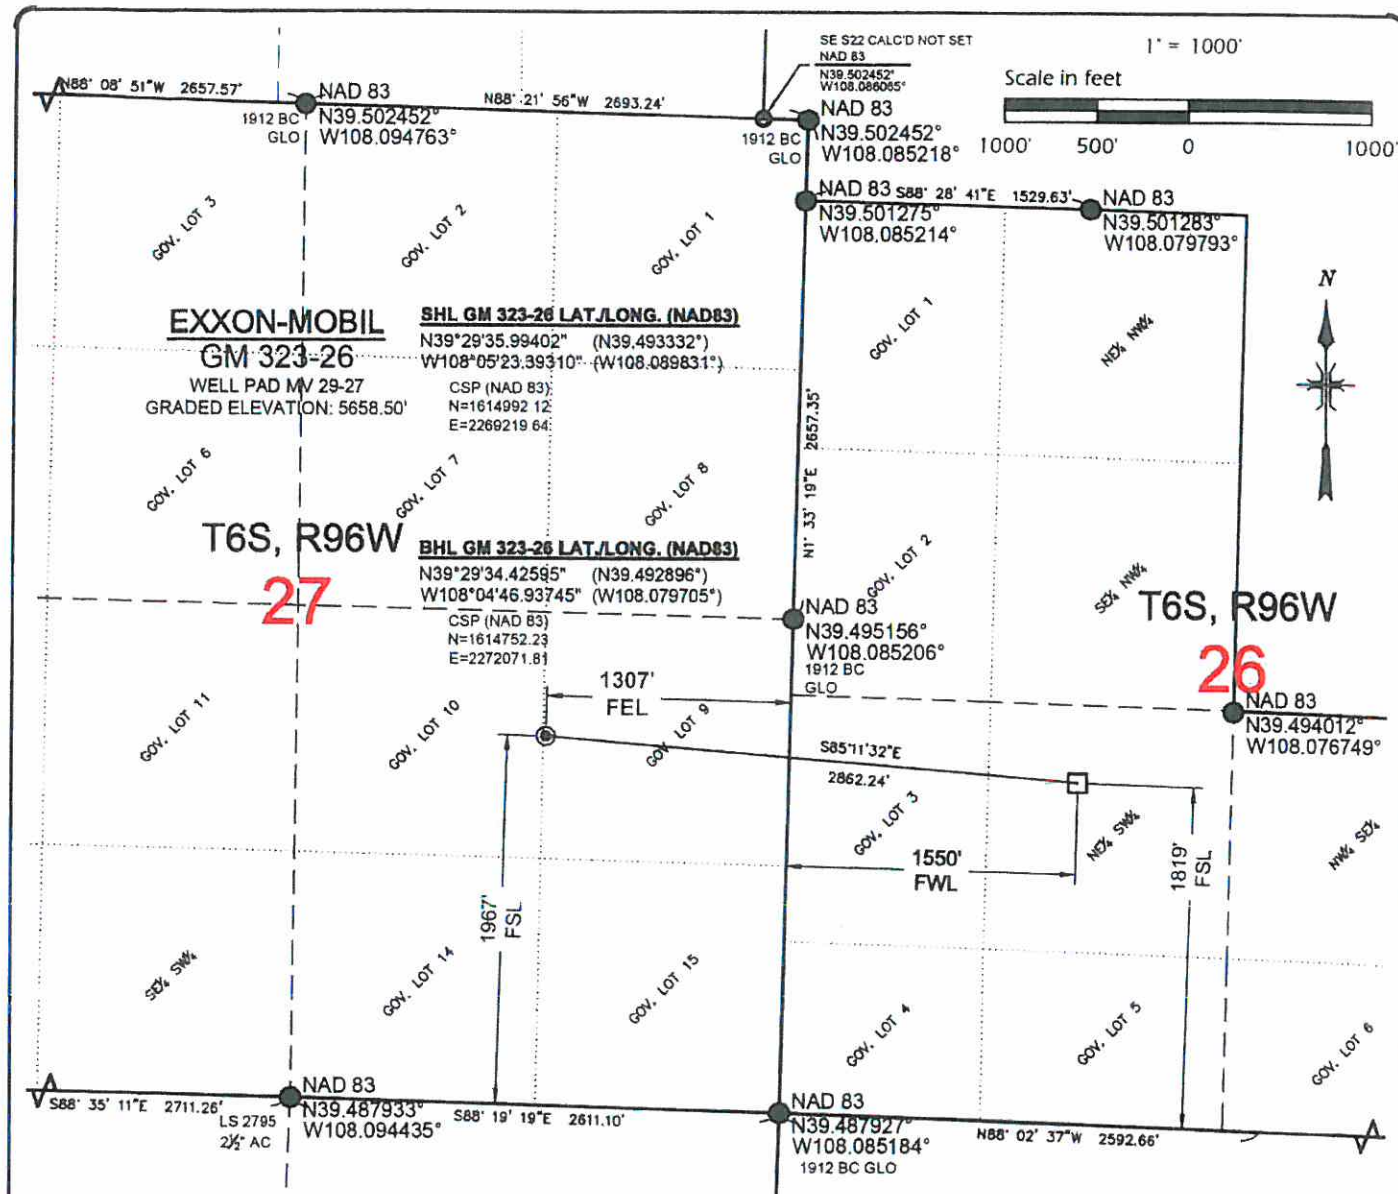 SE S22 CALC'D NOT SET
NAD 83
N39.502452°
W108.086065°
1" = 1000'
Scale in feet
1000' 500' 0 1000'
N88° 08' 51"W 2657.57'
NAD 83
N39.502452°
W108.094763°
1912 BC
GLO
N88° 21' 56"W 2693.24'
1912 BC
GLO
NAD 83
N39.502452°
W108.085218°
NAD 83
N39.501275°
W108.085214°
S88° 28' 41"E 1529.63'
NAD 83
N39.501283°
W108.079793°
GOV. LOT 3
GOV. LOT 2
GOV. LOT 1
GOV. LOT 1
NE¼ NW¼
N
EXXON-MOBIL
GM 323-26
WELL PAD MV 29-27
GRADED ELEVATION: 5658.50'
SHL GM 323-26 LAT./LONG. (NAD83)
N39°29'35.99402" (N39.493332°)
W108°05'23.39310" (W108.089831°)
CSP (NAD 83)
N=1614992.12
E=2269219.64
N1° 33' 19"E 2657.35'
GOV. LOT 6
GOV. LOT 7
GOV. LOT 8
GOV. LOT 2
SE¼ NW¼
T6S, R96W
27
BHL GM 323-26 LAT./LONG. (NAD83)
N39°29'34.42595" (N39.492896°)
W108°04'46.93745" (W108.079705°)
CSP (NAD 83)
N=1614752.23
E=2272071.81
T6S, R96W
26
NAD 83
N39.495156°
W108.085206°
1912 BC
GLO
NAD 83
N39.494012°
W108.076749°
1307'
FEL
GOV. LOT 11
GOV. LOT 10
GOV. LOT 9
S85°11'32"E
2862.24'
GOV. LOT 3
NE¼ SW¼
NW¼ SE¼
1550'
FWL
1819'
FSL
1967'
FSL
SE¼ SW¼
GOV. LOT 14
GOV. LOT 15
GOV. LOT 4
GOV. LOT 5
GOV. LOT 6
S88° 35' 11"E 2711.26'
LS 2795
2½" AC
NAD 83
N39.487933°
W108.094435°
S88° 19' 19"E 2611.10'
NAD 83
N39.487927°
W108.085184°
1912 BC GLO
N88° 02' 37"W 2592.66'